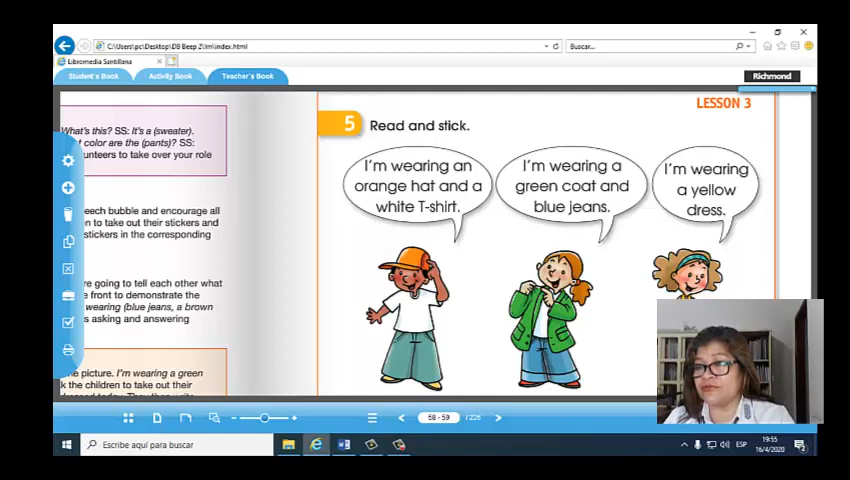 C:\Users\pc\Desktop\DB Beep 2\lm\index.html
Buscar...
Libromedia Santillana
Student's Book
Activity Book
Teacher's Book
Richmond
What's this? SS: It's a (sweater).
color are the (pants)? SS:
unteers to take over your role
eech bubble and encourage all
en to take out their stickers and
stickers in the corresponding
re going to tell each other what
a front to demonstrate the
wearing (blue jeans, a brown
s asking and answering
picture. I'm wearing a green
k the children to take out their
LESSON 3
5 Read and stick.
I'm wearing an
orange hat and a
white T-shirt.
I'm wearing a
green coat and
blue jeans.
I'm wearing
a yellow
dress.
58 - 59
/ 226
Escribe aquí para buscar
ESP
19:55
16/4/2020